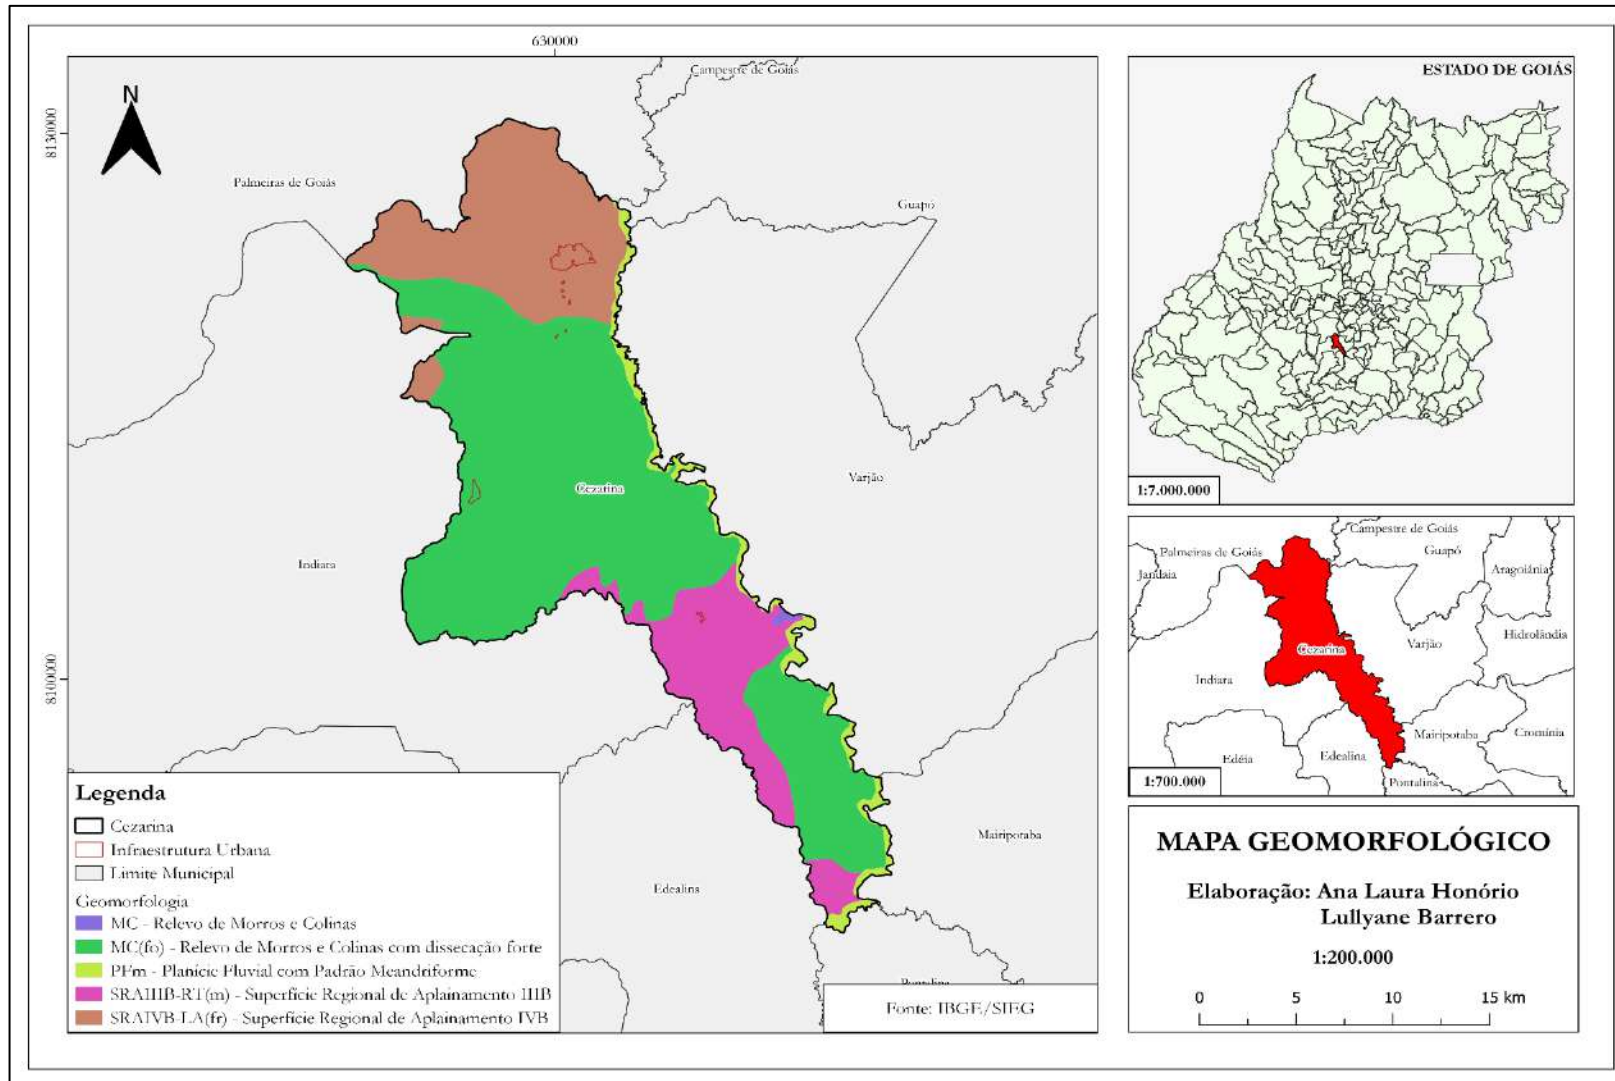 630000
8130000
8100000
N
Campestre de Goiás
Palmeiras de Goiás
Guapó
Varjão
Cezarina
Indiara
Mairipotaba
Edealina
Pontalina
Legenda
Cezarina
Infraestrutura Urbana
Limite Municipal
Geomorfologia
MC - Relevo de Morros e Colinas
MC(fo) - Relevo de Morros e Colinas com dissecação forte
PFm - Planície Fluvial com Padrão Meandriforme
SRAIIIB-RT(m) - Superfície Regional de Aplainamento IIIB
SRAIVB-LA(fr) - Superfície Regional de Aplainamento IVB
Fonte: IBGE/SIEG
ESTADO DE GOIÁS
1:7.000.000
Campestre de Goiás
Palmeiras de Goiás
Guapó
Jandaia
Aragoiânia
Hidrolândia
Varjão
Cezarina
Indiara
Mairipotaba
Cromínia
Edéia
Edealina
Pontalina
1:700.000
MAPA GEOMORFOLÓGICO
Elaboração: Ana Laura Honório
Lullyane Barrero
1:200.000
0 5 10 15 km